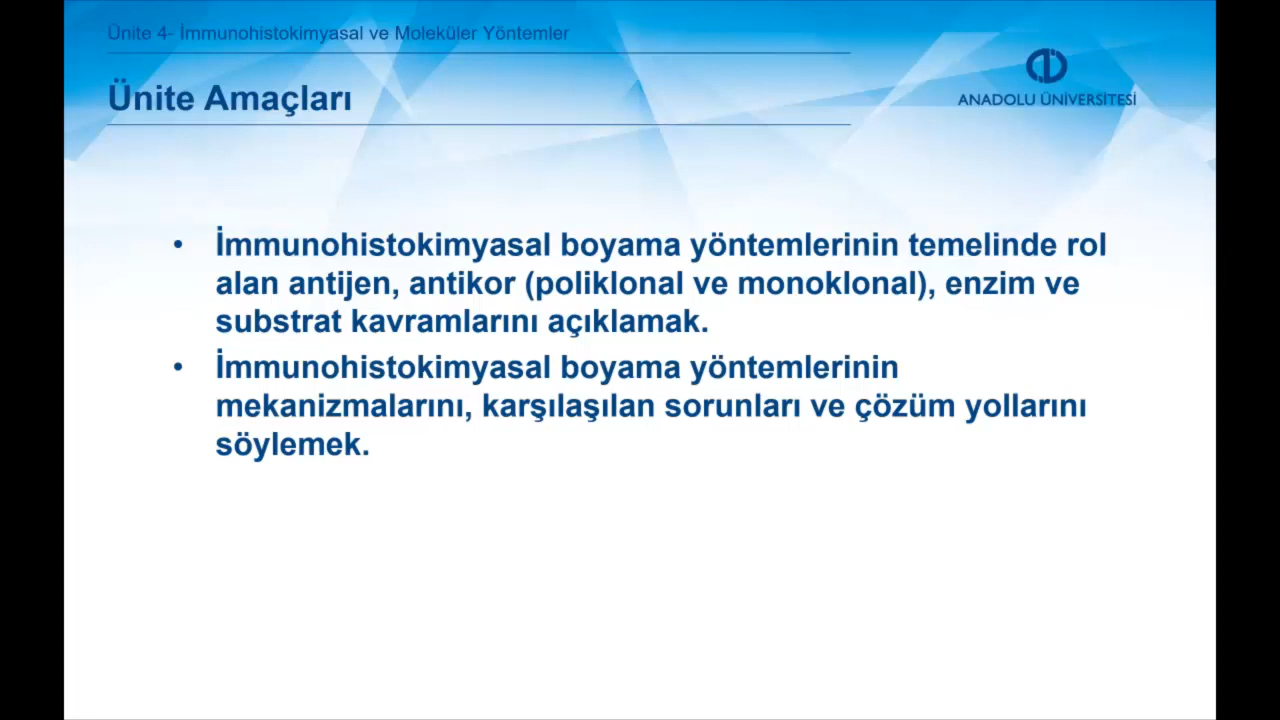 Ünite 4- İmmunohistokimyasal ve Moleküler Yöntemler
Ünite Amaçları
ANADOLU ÜNİVERSİTESİ
• İmmunohistokimyasal boyama yöntemlerinin temelinde rol
alan antijen, antikor (poliklonal ve monoklonal), enzim ve
substrat kavramlarını açıklamak.
• İmmunohistokimyasal boyama yöntemlerinin
mekanizmalarını, karşılaşılan sorunları ve çözüm yollarını
söylemek.